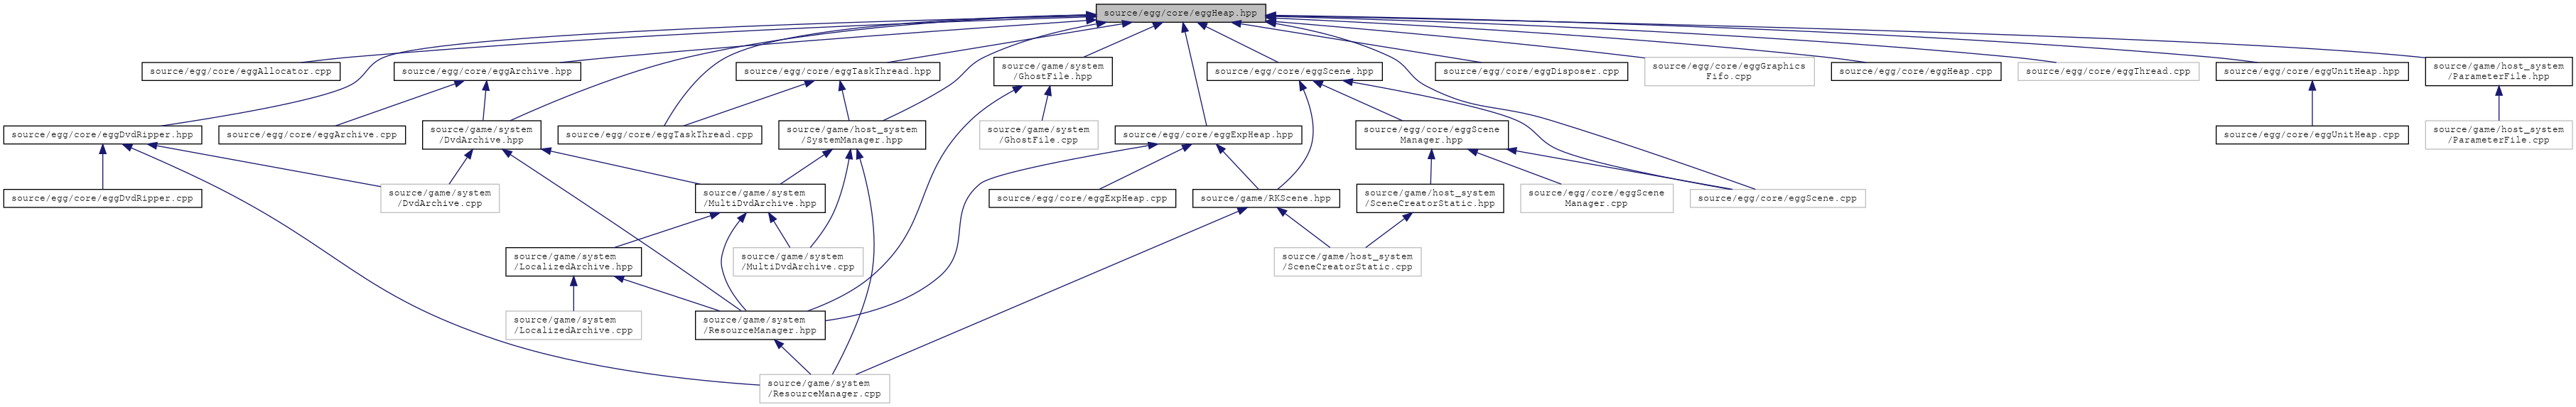 source/egg/core/eggHeap.hpp
source/egg/core/eggAllocator.cpp
source/egg/core/eggArchive.hpp
source/egg/core/eggTaskThread.hpp
source/game/system
/GhostFile.hpp
source/egg/core/eggScene.hpp
source/egg/core/eggDisposer.cpp
source/egg/core/eggGraphics
Fifo.cpp
source/egg/core/eggHeap.cpp
source/egg/core/eggThread.cpp
source/egg/core/eggUnitHeap.hpp
source/game/host_system
/ParameterFile.hpp
source/egg/core/eggDvdRipper.hpp
source/egg/core/eggArchive.cpp
source/game/system
/DvdArchive.hpp
source/egg/core/eggTaskThread.cpp
source/game/host_system
/SystemManager.hpp
source/game/system
/GhostFile.cpp
source/egg/core/eggExpHeap.hpp
source/egg/core/eggScene
Manager.hpp
source/egg/core/eggUnitHeap.cpp
source/game/host_system
/ParameterFile.cpp
source/egg/core/eggDvdRipper.cpp
source/game/system
/DvdArchive.cpp
source/game/system
/MultiDvdArchive.hpp
source/egg/core/eggExpHeap.cpp
source/game/RKScene.hpp
source/game/host_system
/SceneCreatorStatic.hpp
source/egg/core/eggScene
Manager.cpp
source/egg/core/eggScene.cpp
source/game/system
/LocalizedArchive.hpp
source/game/system
/MultiDvdArchive.cpp
source/game/host_system
/SceneCreatorStatic.cpp
source/game/system
/LocalizedArchive.cpp
source/game/system
/ResourceManager.hpp
source/game/system
/ResourceManager.cpp